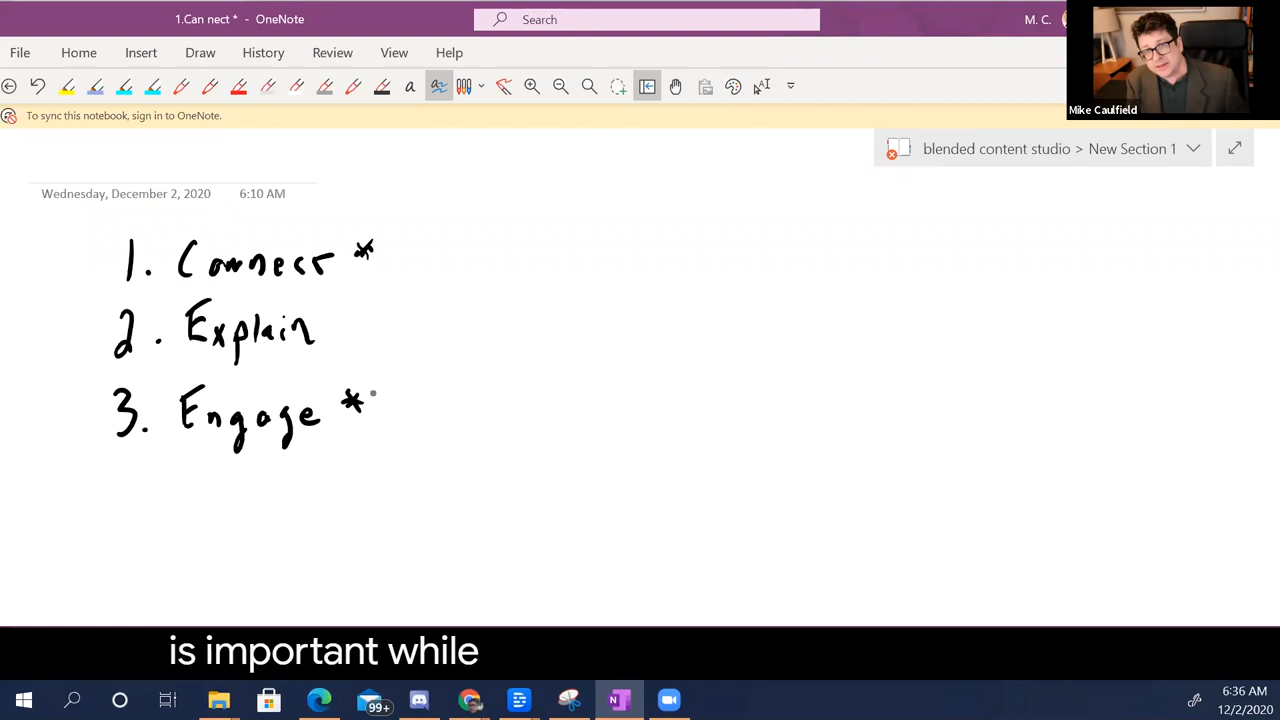 1.Can nect * - OneNote
Search
M. C.
File Home Insert Draw History Review View Help
To sync this notebook, sign in to OneNote.
Mike Caulfield
blended content studio > New Section 1
Wednesday, December 2, 2020 6:10 AM
1. Connect *
2. Explain
3. Engage *
is important while
99+
N
6:36 AM
12/2/2020